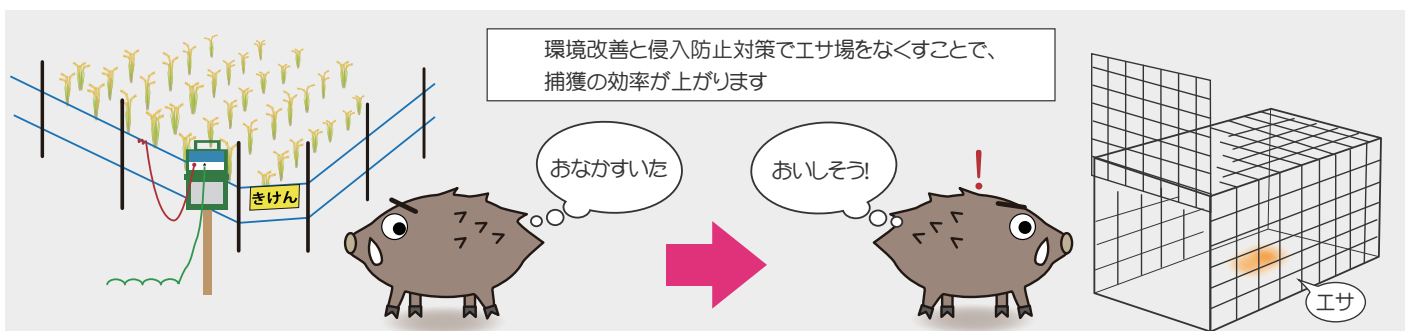 環境改善と侵入防止対策でエサ場をなくすことで、
捕獲の効率が上がります
おなかすいた
おいしそう!
!
きけん
エサ